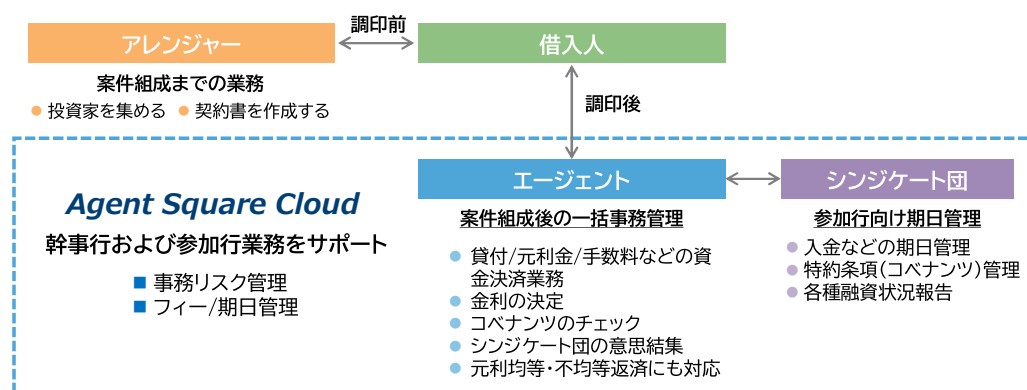 アレンジャー
調印前
借入人
案件組成までの業務
投資家を集める
契約書を作成する
調印後
エージェント
シンジケート団
Agent Square Cloud
幹事行および参加行業務をサポート
事務リスク管理
フィー/期日管理
案件組成後の一括事務管理
貸付/元利金/手数料などの資
金決済業務
金利の決定
コベナンツのチェック
シンジケート団の意思結集
元利均等・不均等返済にも対応
参加行向け期日管理
入金などの期日管理
特約条項(コベナンツ)管理
各種融資状況報告